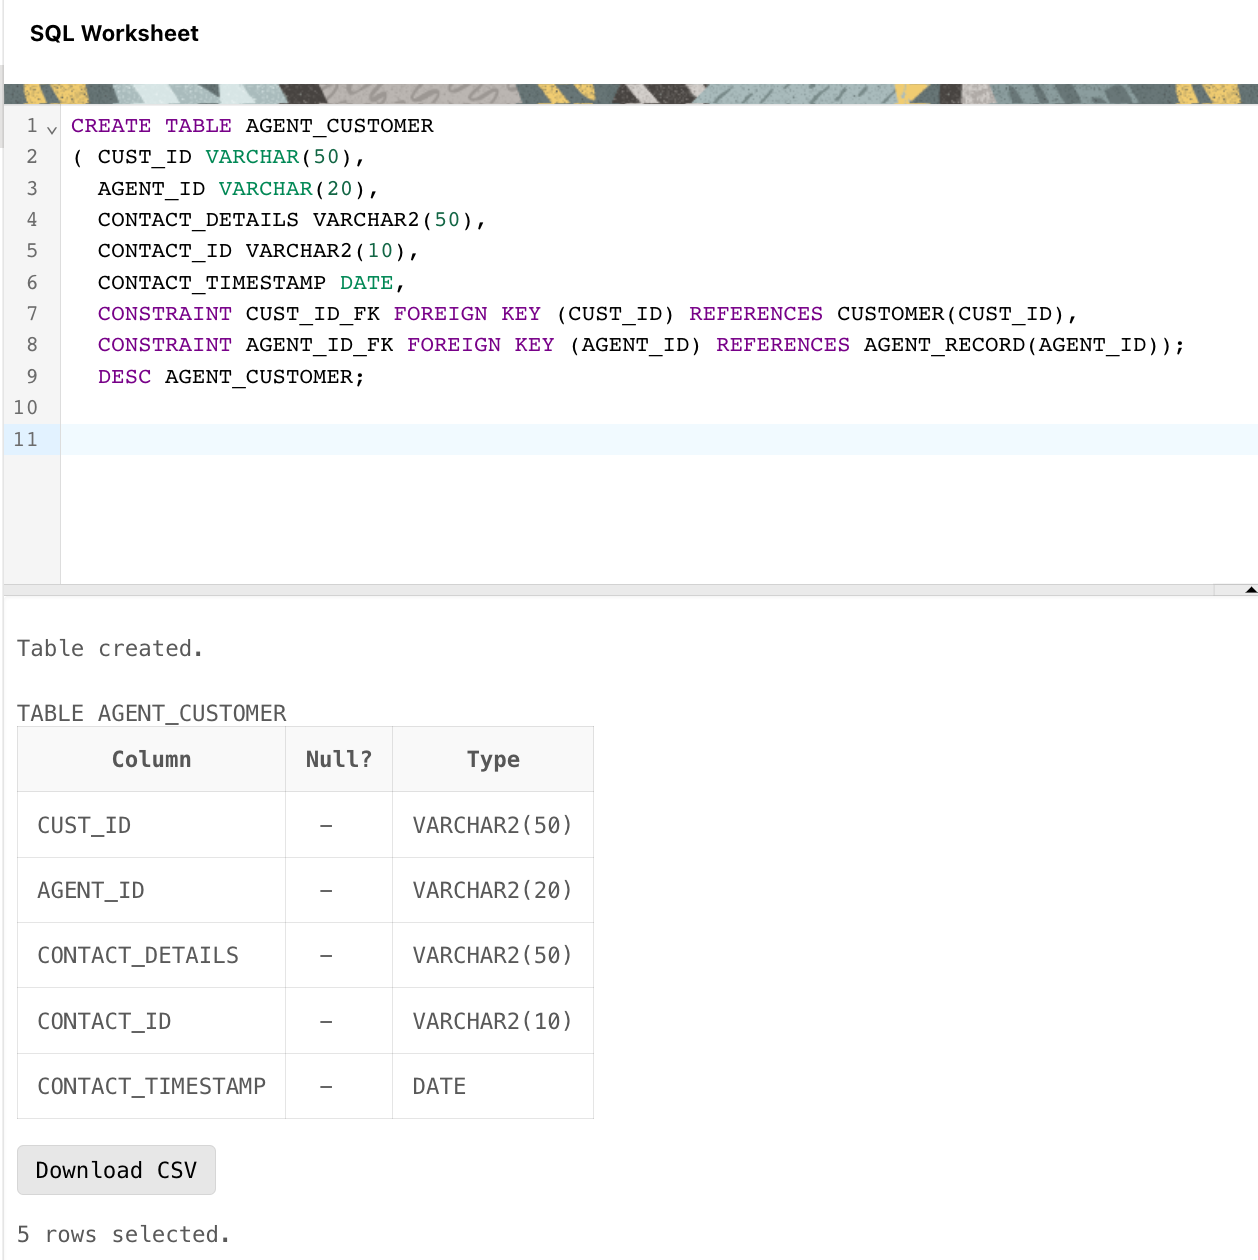 SQL Worksheet
1 CREATE TABLE AGENT_CUSTOMER
2 ( CUST_ID VARCHAR(50),
3 AGENT_ID VARCHAR(20),
4 CONTACT_DETAILS VARCHAR2(50),
5 CONTACT_ID VARCHAR2(10),
6 CONTACT_TIMESTAMP DATE,
7 CONSTRAINT CUST_ID_FK FOREIGN KEY (CUST_ID) REFERENCES CUSTOMER(CUST_ID),
8 CONSTRAINT AGENT_ID_FK FOREIGN KEY (AGENT_ID) REFERENCES AGENT_RECORD(AGENT_ID));
9 DESC AGENT_CUSTOMER;
10
11
Table created.
TABLE AGENT_CUSTOMER
Column Null? Type
CUST_ID – VARCHAR2(50)
AGENT_ID – VARCHAR2(20)
CONTACT_DETAILS – VARCHAR2(50)
CONTACT_ID – VARCHAR2(10)
CONTACT_TIMESTAMP – DATE
Download CSV
5 rows selected.